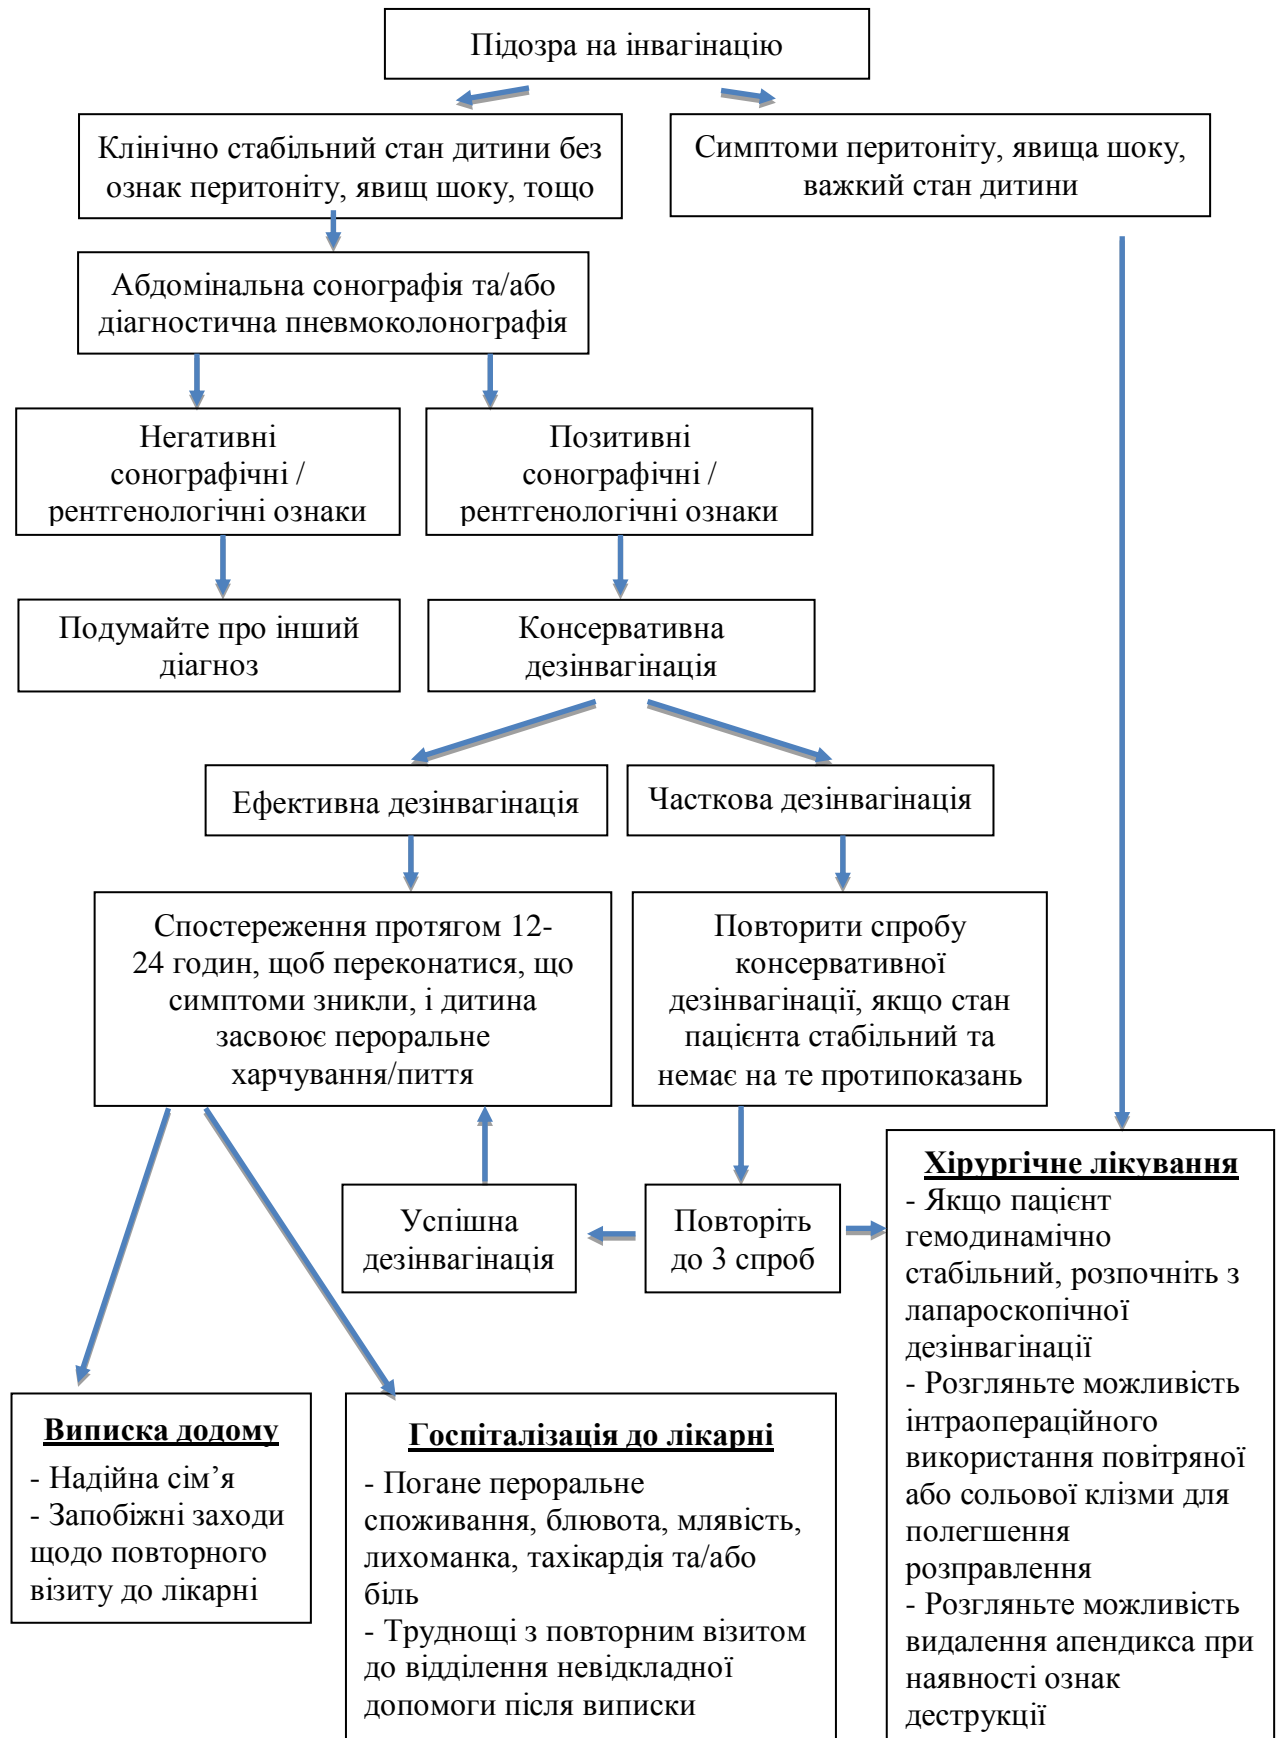 Підозра на інвагінацію
Клінічно стабільний стан дитини без
ознак перитоніту, явищ шоку, тощо
Симптоми перитоніту, явища шоку,
важкий стан дитини
Абдомінальна сонографія та/або
діагностична пневмоколонографія
Негативні
сонографічні /
рентгенологічні ознаки
Позитивні
сонографічні /
рентгенологічні ознаки
Подумайте про інший
діагноз
Консервативна
дезінвагінація
Ефективна дезінвагінація
Часткова дезінвагінація
Спостереження протягом 12-
24 годин, щоб переконатися, що
симптоми зникли, і дитина
засвоює пероральне
харчування/пиття
Повторити спробу
консервативної
дезінвагінації, якщо стан
пацієнта стабільний та
немає на те протипоказань
Успішна
дезінвагінація
Повторіть
до 3 спроб
Хірургічне лікування
- Якщо пацієнт
гемодинамічно
стабільний, розпочніть з
лапароскопічної
дезінвагінації
- Розгляньте можливість
інтраопераційного
використання повітряної
або сольової клізми для
полегшення
розправлення
- Розгляньте можливість
видалення апендикса при
наявності ознак
деструкції
Виписка додому
- Надійна сім’я
- Запобіжні заходи
щодо повторного
візиту до лікарні
Госпіталізація до лікарні
- Погане пероральне
споживання, блювота, млявість,
лихоманка, тахікардія та/або
біль
- Труднощі з повторним візитом
до відділення невідкладної
допомоги після виписки